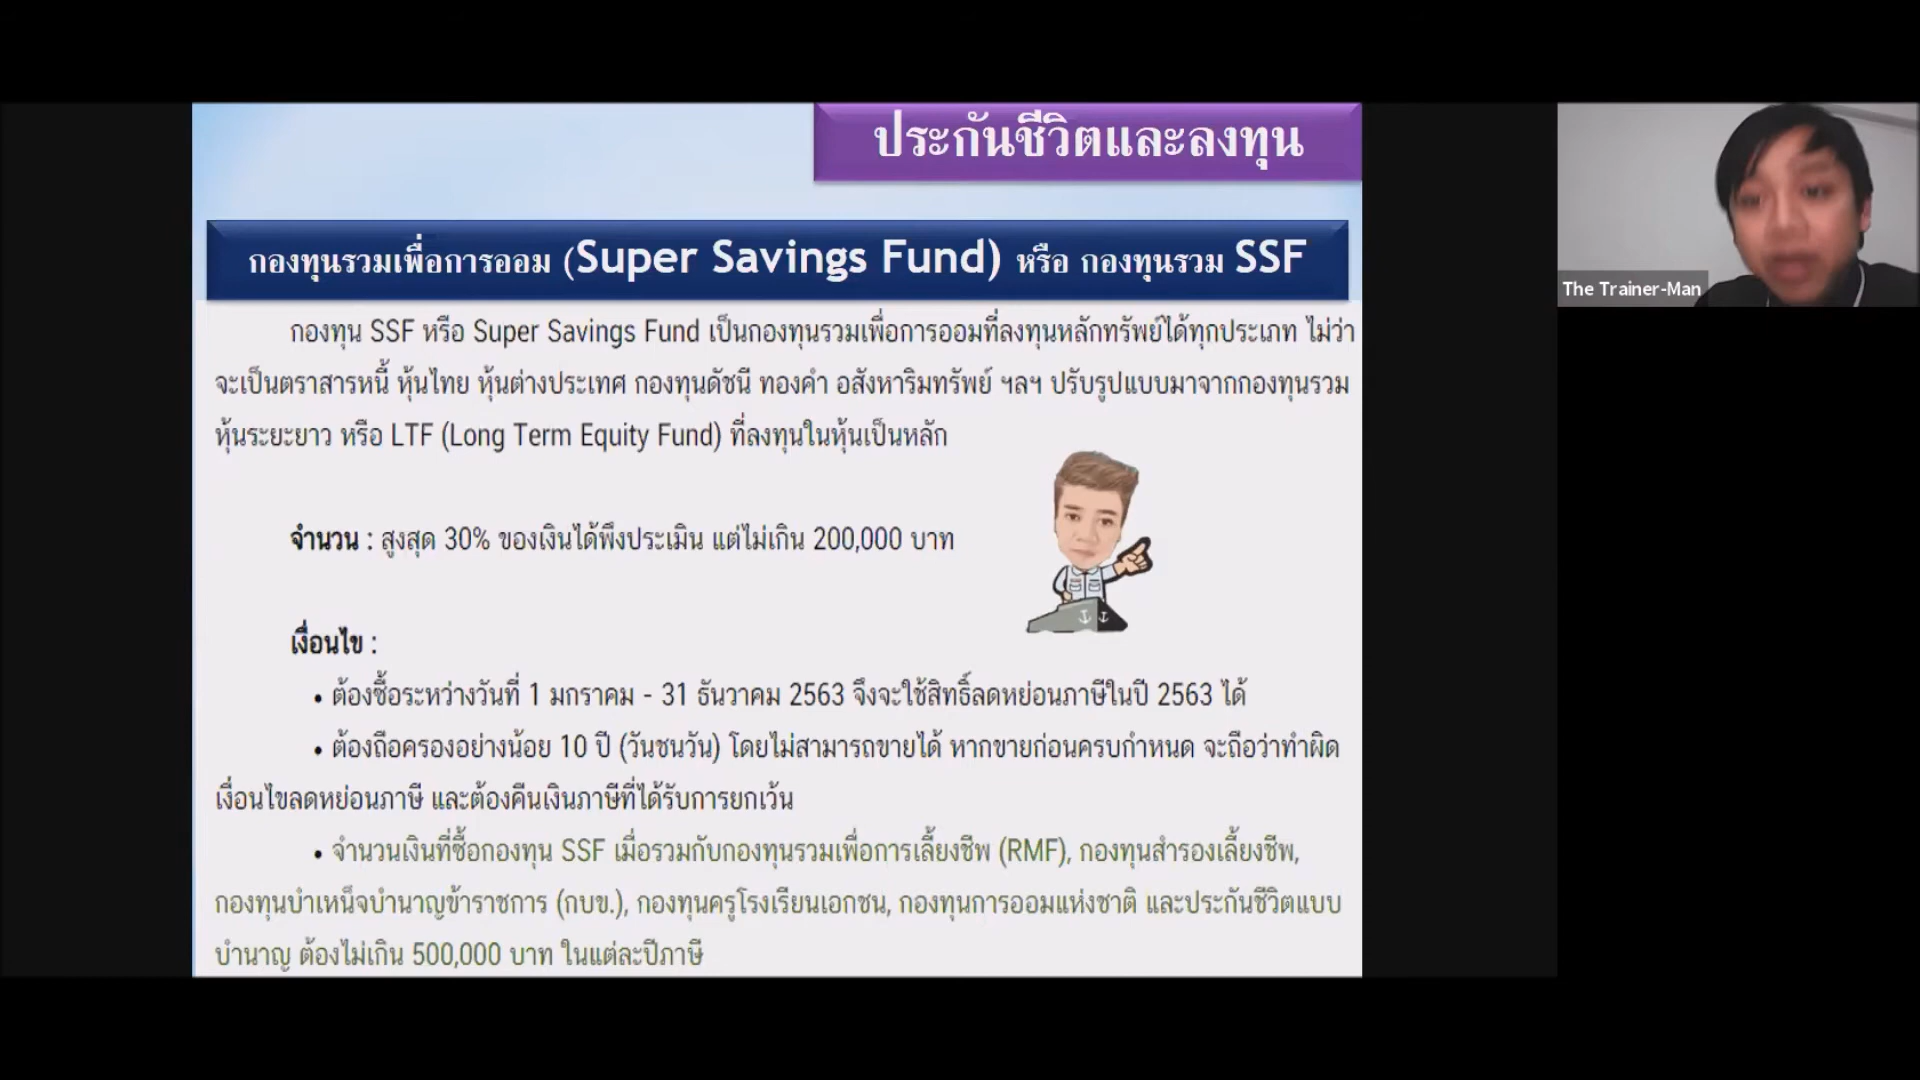 ประกันชีวิตและลงทุน
กองทุนรวมเพื่อการออม (Super Savings Fund) หรือ กองทุนรวม SSF
The Trainer-Man
กองทุน SSF หรือ Super Savings Fund เป็นกองทุนรวมเพื่อการออมที่ลงทุนหลักทรัพย์ได้ทุกประเภท ไม่ว่า
จะเป็นตราสารหนี้ หุ้นไทย หุ้นต่างประเทศ กองทุนดัชนี ทองคำ อสังหาริมทรัพย์ ฯลฯ ปรับรูปแบบมาจากกองทุนรวม
หุ้นระยะยาว หรือ LTF (Long Term Equity Fund) ที่ลงทุนในหุ้นเป็นหลัก
จำนวน : สูงสุด 30% ของเงินได้พึงประเมิน แต่ไม่เกิน 200,000 บาท
เงื่อนไข :
• ต้องซื้อระหว่างวันที่ 1 มกราคม - 31 ธันวาคม 2563 จึงจะใช้สิทธิ์ลดหย่อนภาษีในปี 2563 ได้
• ต้องถือครองอย่างน้อย 10 ปี (วันชนวัน) โดยไม่สามารถขายได้ หากขายก่อนครบกำหนด จะถือว่าทำผิด
เงื่อนไขลดหย่อนภาษี และต้องคืนเงินภาษีที่ได้รับการยกเว้น
• จำนวนเงินที่ซื้อกองทุน SSF เมื่อรวมกับกองทุนรวมเพื่อการเลี้ยงชีพ (RMF), กองทุนสำรองเลี้ยงชีพ,
กองทุนบำเหน็จบำนาญข้าราชการ (กบข.), กองทุนครูโรงเรียนเอกชน, กองทุนการออมแห่งชาติ และประกันชีวิตแบบ
บำนาญ ต้องไม่เกิน 500,000 บาท ในแต่ละปีภาษี